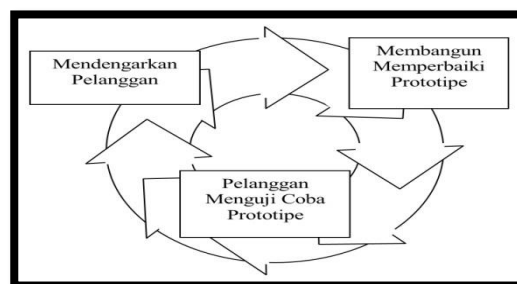 Mendengarkan
Pelanggan
Membangun
Memperbaiki
Prototipe
Pelanggan
Menguji Coba
Prototipe